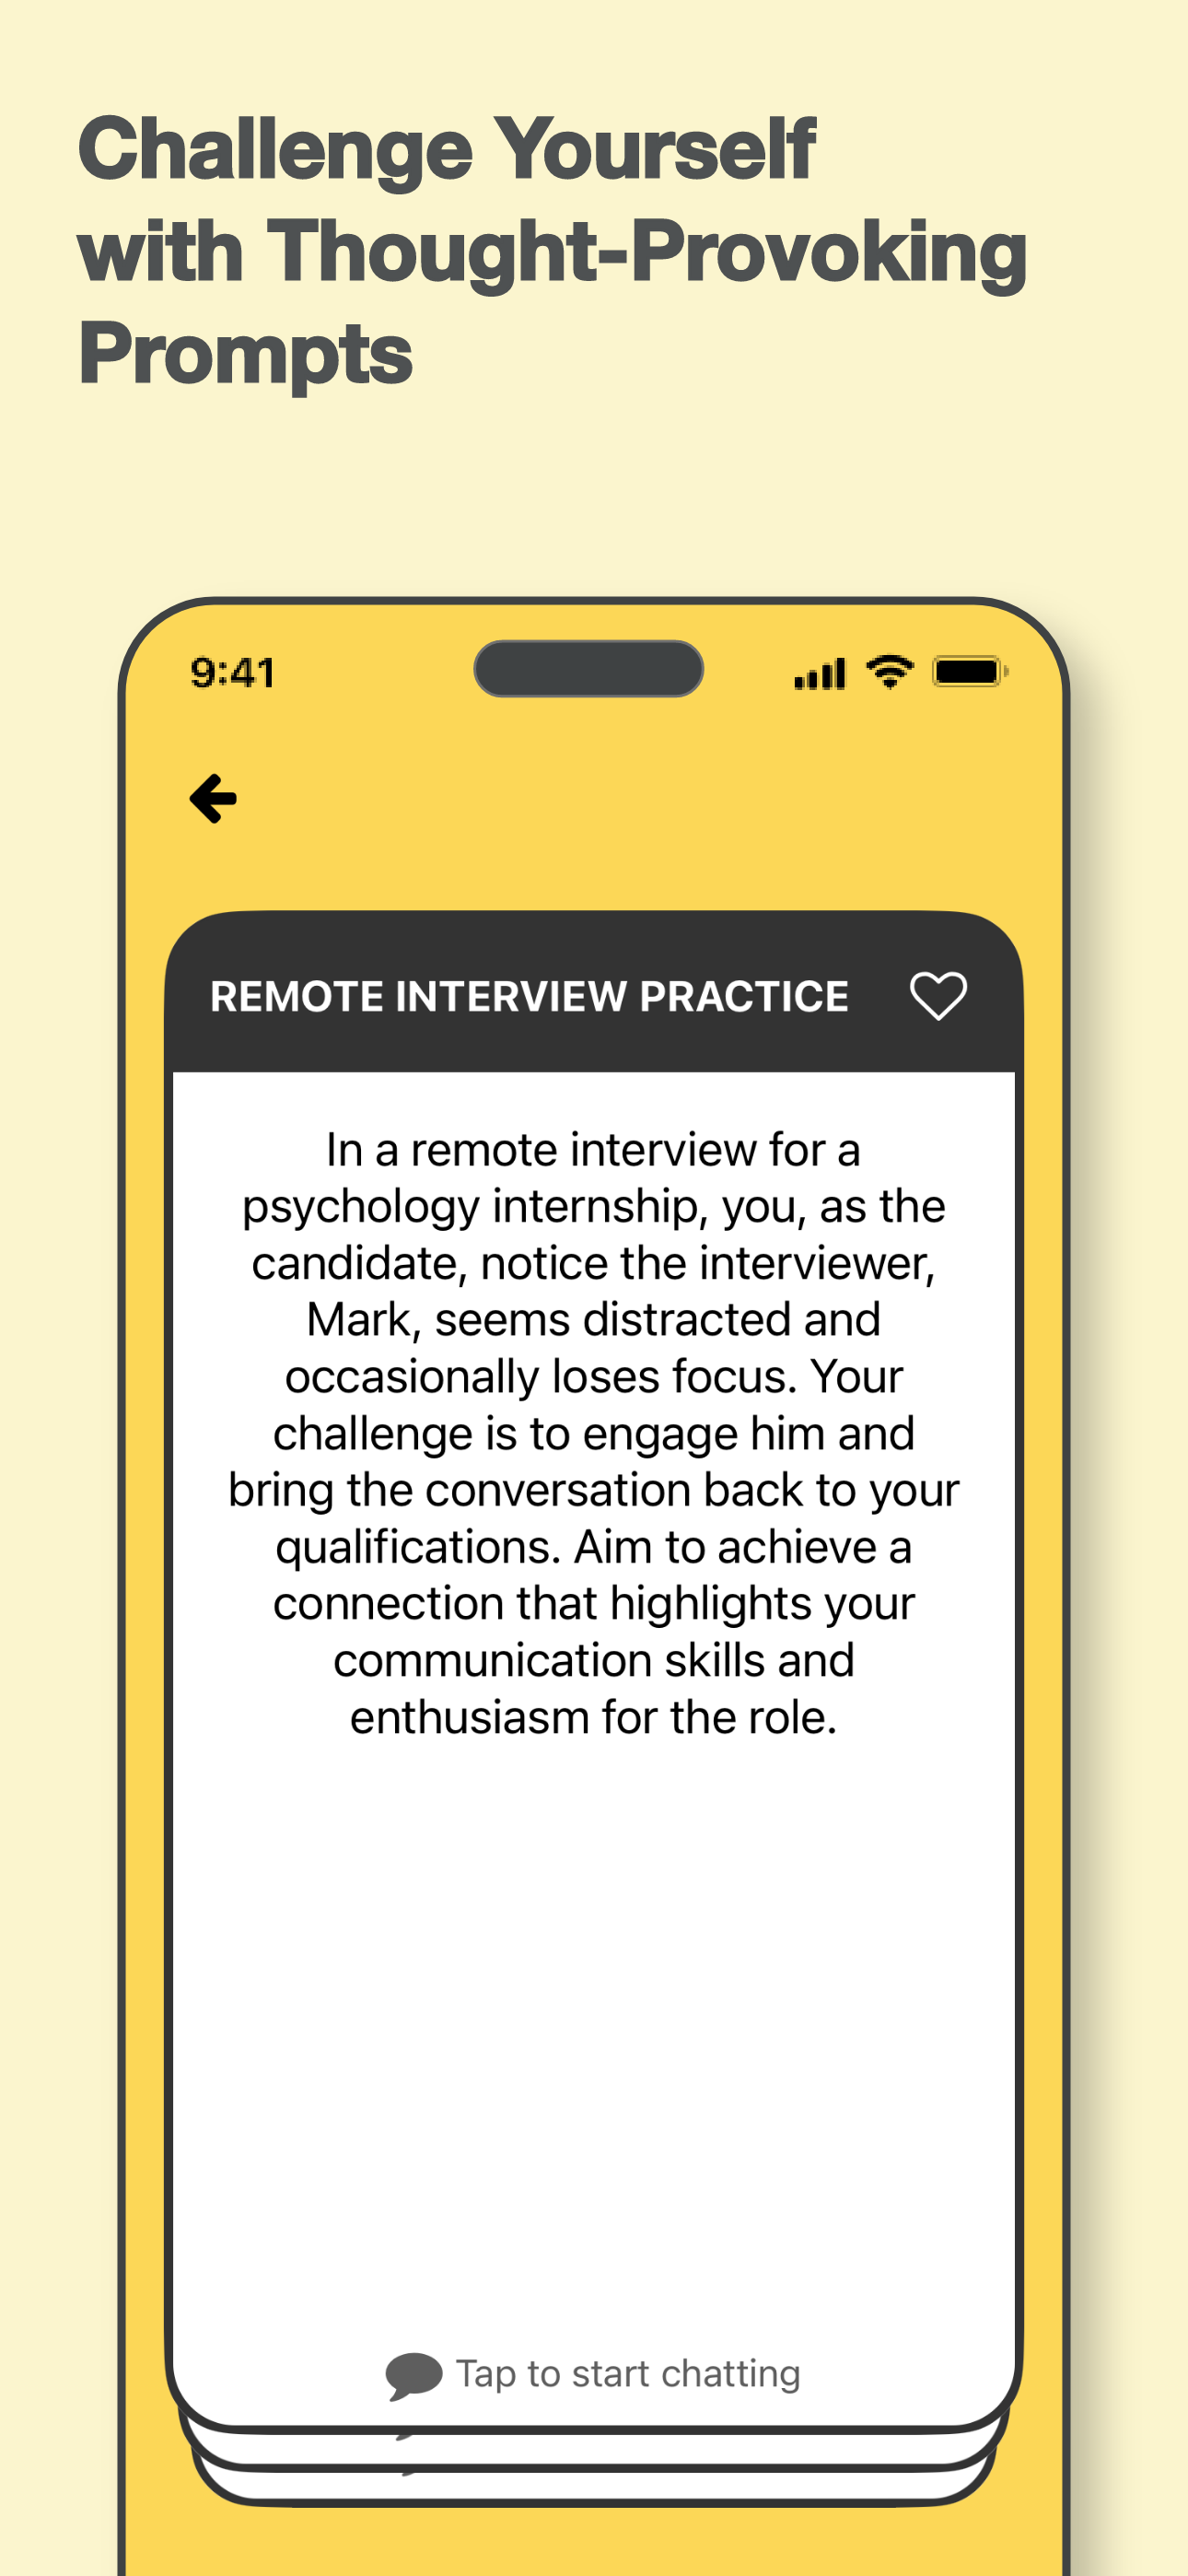 Challenge Yourself
with Thought-Provoking
Prompts
9:41
REMOTE INTERVIEW PRACTICE
In a remote interview for a
psychology internship, you, as the
candidate, notice the interviewer,
Mark, seems distracted and
occasionally loses focus. Your
challenge is to engage him and
bring the conversation back to your
qualifications. Aim to achieve a
connection that highlights your
communication skills and
enthusiasm for the role.
Tap to start chatting